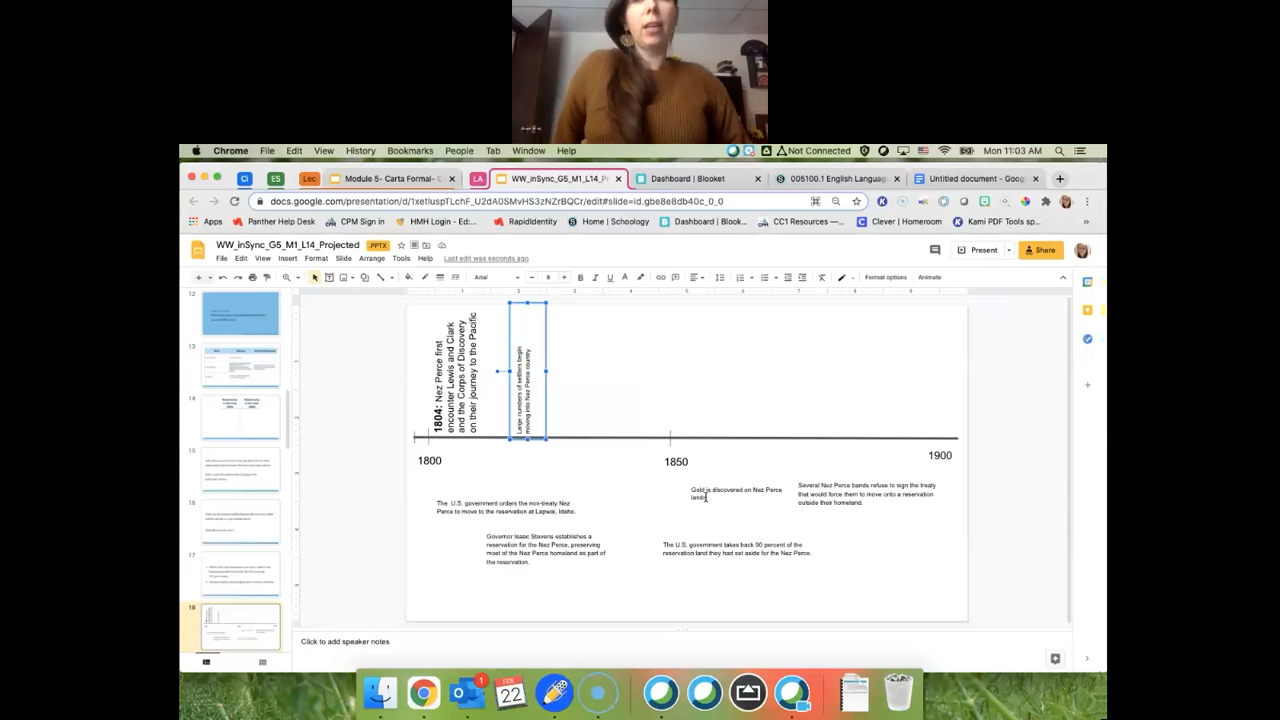 Chrome File Edit View History Bookmarks People Tab Window Help
Not Connected
Mon 11:03 AM
Ci
ES
Lec
Module 5- Carta Formal- C
LA
WW_inSync_G5_M1_L14_Pr
Dashboard | Blooket
005100.1 English Languag
Untitled document - Goog
docs.google.com/presentation/d/1xetIuspTLchF_U2dA0SMvHS3zNZrBQCr/edit#slide=id.gbe8e8db40c_0_0
Apps
Panther Help Desk
CPM Sign in
HMH Login - Ed:...
RapidIdentity
Home | Schoology
Dashboard | Blook...
CC1 Resources -...
Clever | Homeroom
Kami PDF Tools sp...
WW_inSync_G5_M1_L14_Projected .PPTX
File Edit View Insert Format Slide Arrange Tools Help Last edit was seconds ago
Present
Share
Arial
8
Format options
Animate
12
13
14
15
16
17
18
1804: Nez Perce first
encounter Lewis and Clark
and the Corps of Discovery
on their journey to the Pacific
Large numbers of settlers begin
moving into Nez Perce country
1800
1850
1900
Gold is discovered on Nez Perce
lands
Several Nez Perce bands refuse to sign the treaty
that would force them to move onto a reservation
outside their homeland.
The U.S. government orders the non-treaty Nez
Perce to move to the reservation at Lapwai, Idaho.
Governor Isaac Stevens establishes a
reservation for the Nez Perce, preserving
most of the Nez Perce homeland as part of
the reservation.
The U.S. government takes back 90 percent of the
reservation land they had set aside for the Nez Perce.
Click to add speaker notes
1
FEB
22